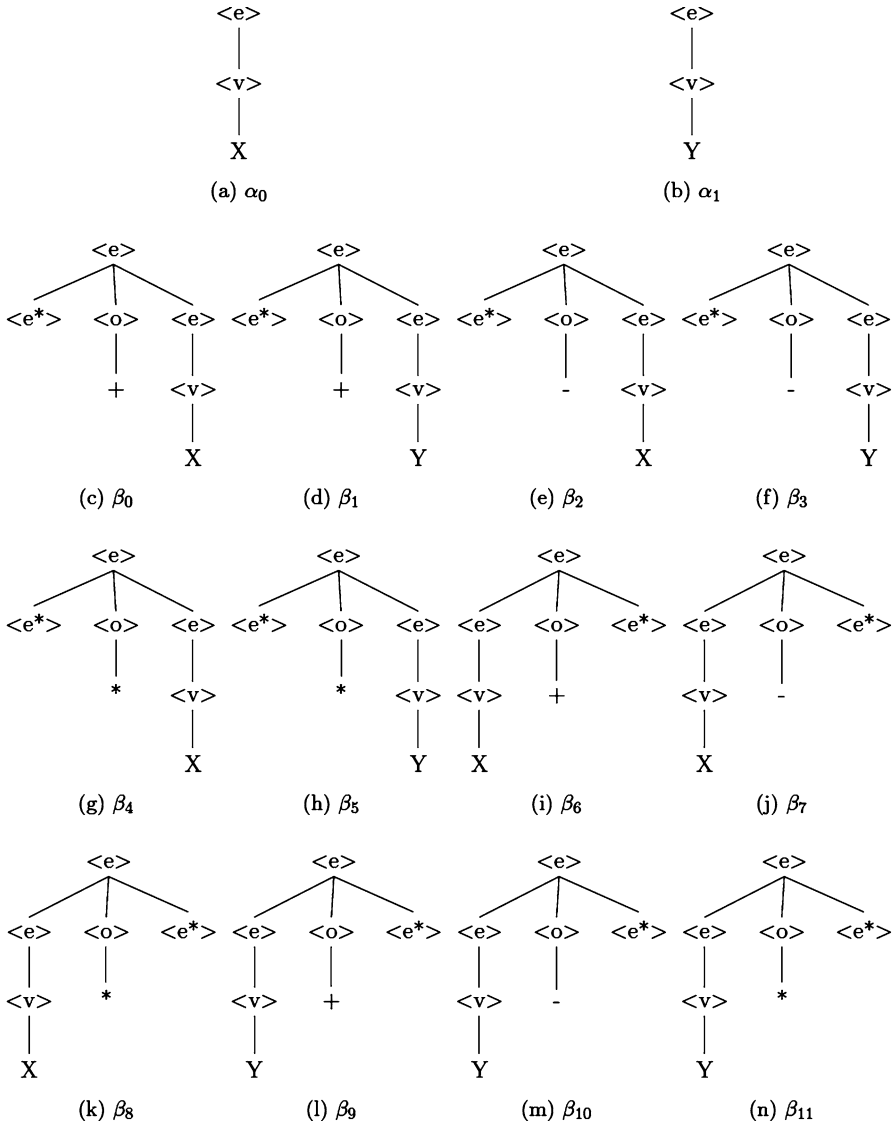 <e> <e>
<v> <v>
X Y
(a) α₀ (b) α₁
<e> <e> <e> <e>
<e*> <o> <e> <e*> <o> <e> <e*> <o> <e> <e*> <o> <e>
+ <v> + <v> - <v> - <v>
X Y X Y
(c) β₀ (d) β₁ (e) β₂ (f) β₃
<e> <e> <e> <e>
<e*> <o> <e> <e*> <o> <e> <e> <o> <e*> <e> <o> <e*>
* <v> * <v> <v> + <v> -
X Y X X
(g) β₄ (h) β₅ (i) β₆ (j) β₇
<e> <e> <e> <e>
<e> <o> <e*> <e> <o> <e*> <e> <o> <e*> <e> <o> <e*>
<v> * <v> + <v> - <v> *
X Y Y Y
(k) β₈ (l) β₉ (m) β₁₀ (n) β₁₁